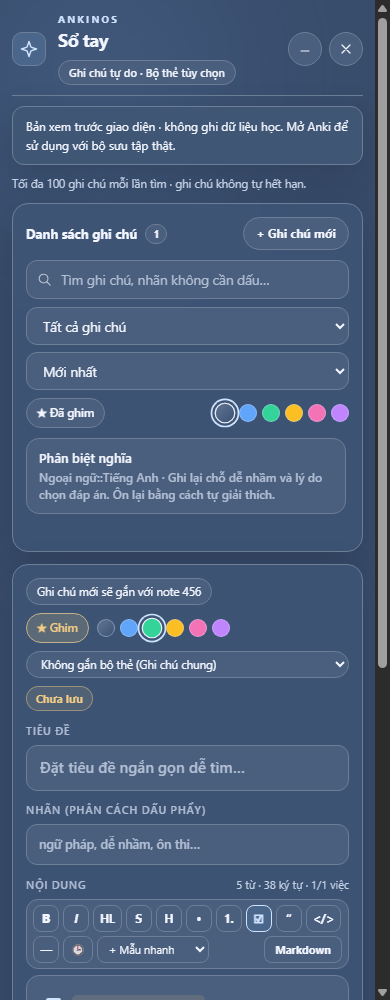 ANKINOS
Sổ tay
Ghi chú tự do · Bộ thẻ tùy chọn
Bản xem trước giao diện · không ghi dữ liệu học. Mở Anki để
sử dụng với bộ sưu tập thật.
Tối đa 100 ghi chú mỗi lần tìm · ghi chú không tự hết hạn.
Danh sách ghi chú 1
+ Ghi chú mới
Tìm ghi chú, nhãn không cần dấu...
Tất cả ghi chú
Mới nhất
★ Đã ghim
Phân biệt nghĩa
Ngoại ngữ::Tiếng Anh · Ghi lại chỗ dễ nhầm và lý do
chọn đáp án. Ôn lại bằng cách tự giải thích.
Ghi chú mới sẽ gắn với note 456
★ Ghim
Không gắn bộ thẻ (Ghi chú chung)
Chưa lưu
TIÊU ĐỀ
Đặt tiêu đề ngắn gọn dễ tìm...
NHÃN (PHÂN CÁCH DẤU PHẨY)
ngữ pháp, dễ nhầm, ôn thi...
NỘI DUNG
5 từ · 38 ký tự · 1/1 việc
B I HL S H • 1. ☑ “ </>
— 🕒 + Mẫu nhanh Markdown